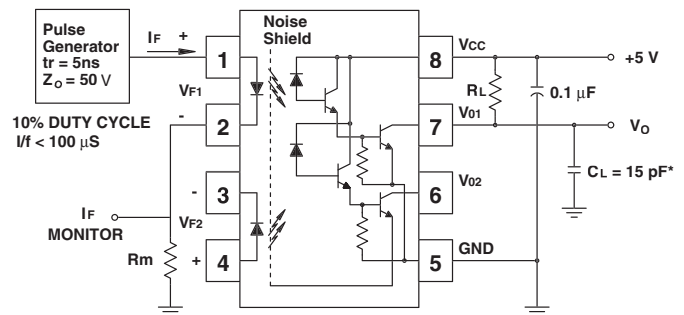 Pulse
Generator
tr = 5ns
ZO = 50 V
IF +
Noise
Shield
1
8
VCC
+5 V
VF1
RL
0.1 μF
-
2
7
V01
VO
10% DUTY CYCLE
I/f < 100 μS
-
3
6
V02
CL = 15 pF*
IF
MONITOR
VF2
Rm
+
4
5
GND